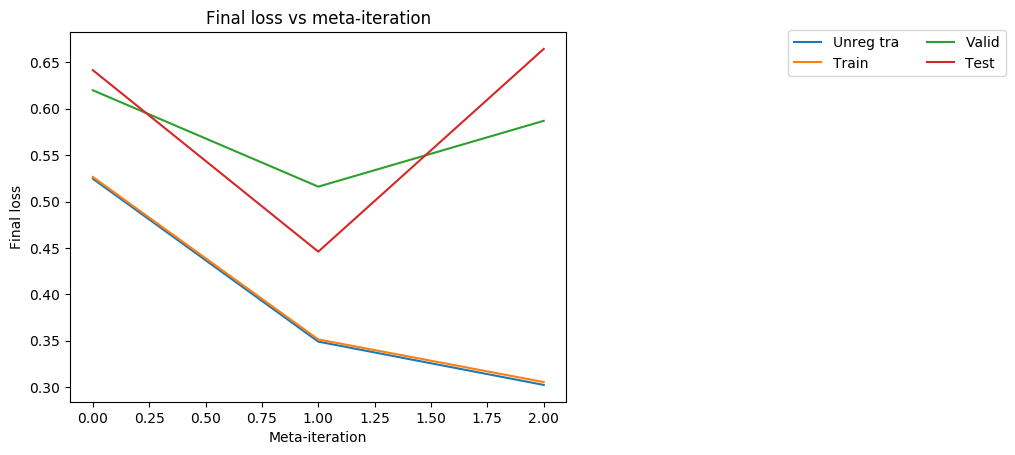 Final loss vs meta-iteration
Unreg tra
Train
Valid
Test
Final loss
0.65
0.60
0.55
0.50
0.45
0.40
0.35
0.30
0.00 0.25 0.50 0.75 1.00 1.25 1.50 1.75 2.00
Meta-iteration